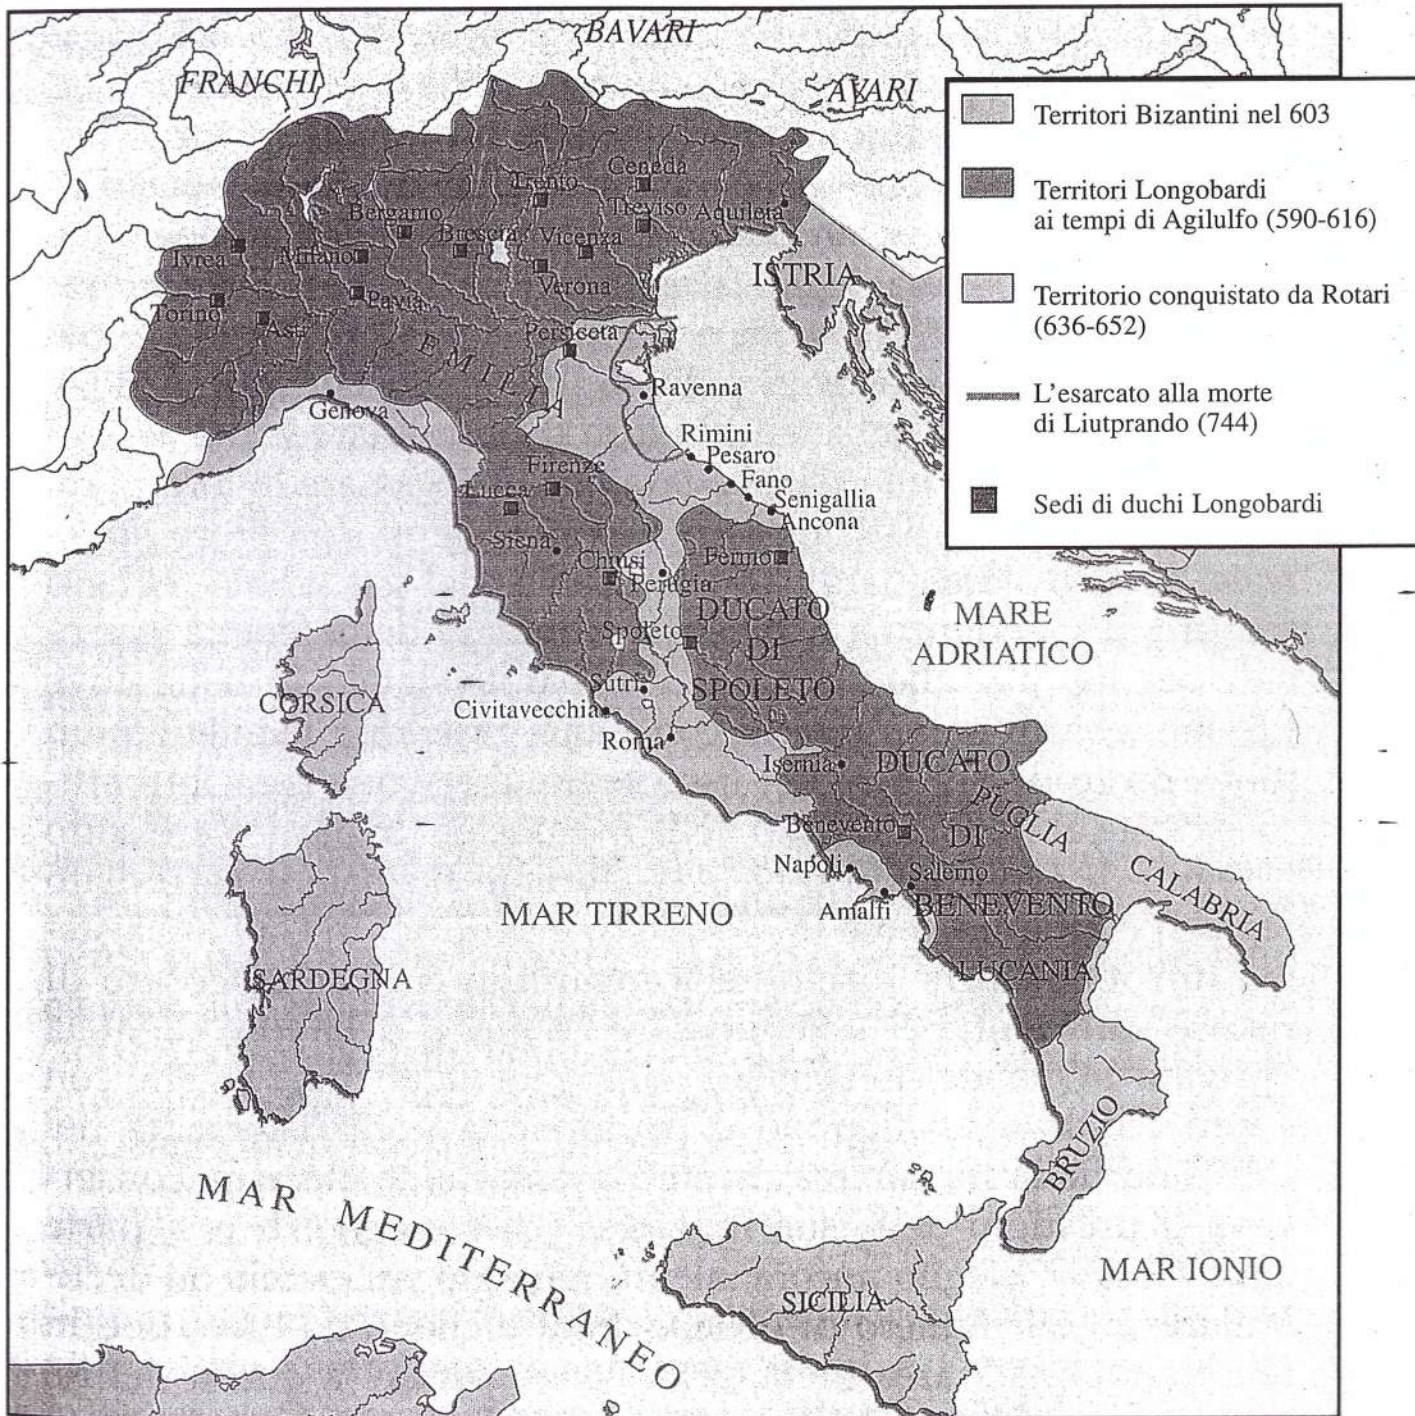 BAVARI
FRANCHI
AVARI
Territori Bizantini nel 603
Territori Longobardi
ai tempi di Agilulfo (590-616)
Territorio conquistato da Rotari
(636-652)
L'esarcato alla morte
di Liutprando (744)
Sedi di duchi Longobardi
Ceneda
Trento
Treviso
Aquileia
Bergamo
Brescia
Vicenza
Ivrea
Milano
Verona
ISTRIA
Torino
Pavia
Asti
Persiceta
EMILIA
Genova
Ravenna
Rimini
Pesaro
Fano
Senigallia
Ancona
Firenze
Lucca
Siena
Chiusi
Perugia
Fermo
DUCATO
DI
SPOLETO
Spoleto
MARE
ADRIATICO
CORSICA
Sutri
Civitavecchia
Roma
Isernia
DUCATO
DI
BENEVENTO
PUGLIA
CALABRIA
Benevento
Napoli
Salerno
Amalfi
MAR TIRRENO
LUCANIA
SARDEGNA
BRUZIO
MAR MEDITERRANEO
MAR IONIO
SICILIA